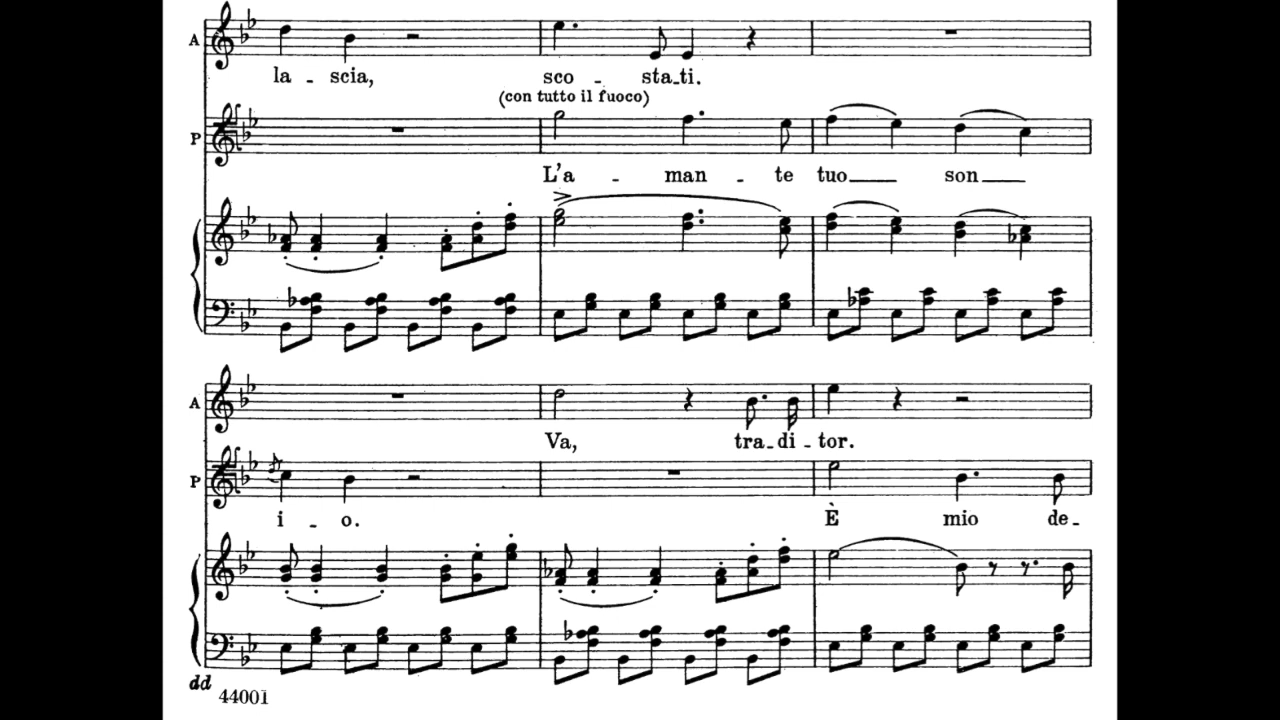 A
la - scia, sco - sta-ti.
(con tutto il fuoco)
P
L'a - man - te tuo son
A
Va, tra-di-tor.
P
i - o. È mio de-
dd
44001